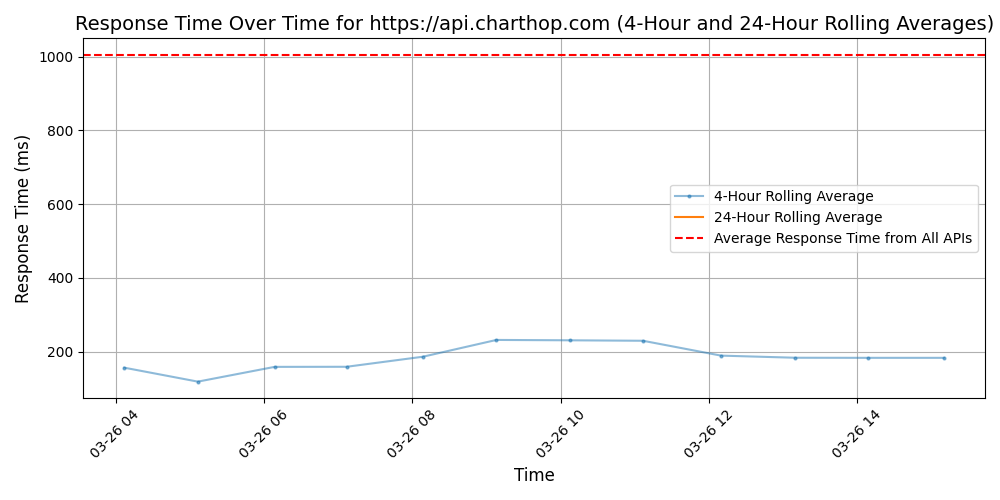 Response Time Over Time for https://api.charthop.com (4-Hour and 24-Hour Rolling Averages)
Response Time (ms)
1000
800
600
400
200
4-Hour Rolling Average
24-Hour Rolling Average
Average Response Time from All APIs
03-26 04
03-26 06
03-26 08
03-26 10
03-26 12
03-26 14
Time